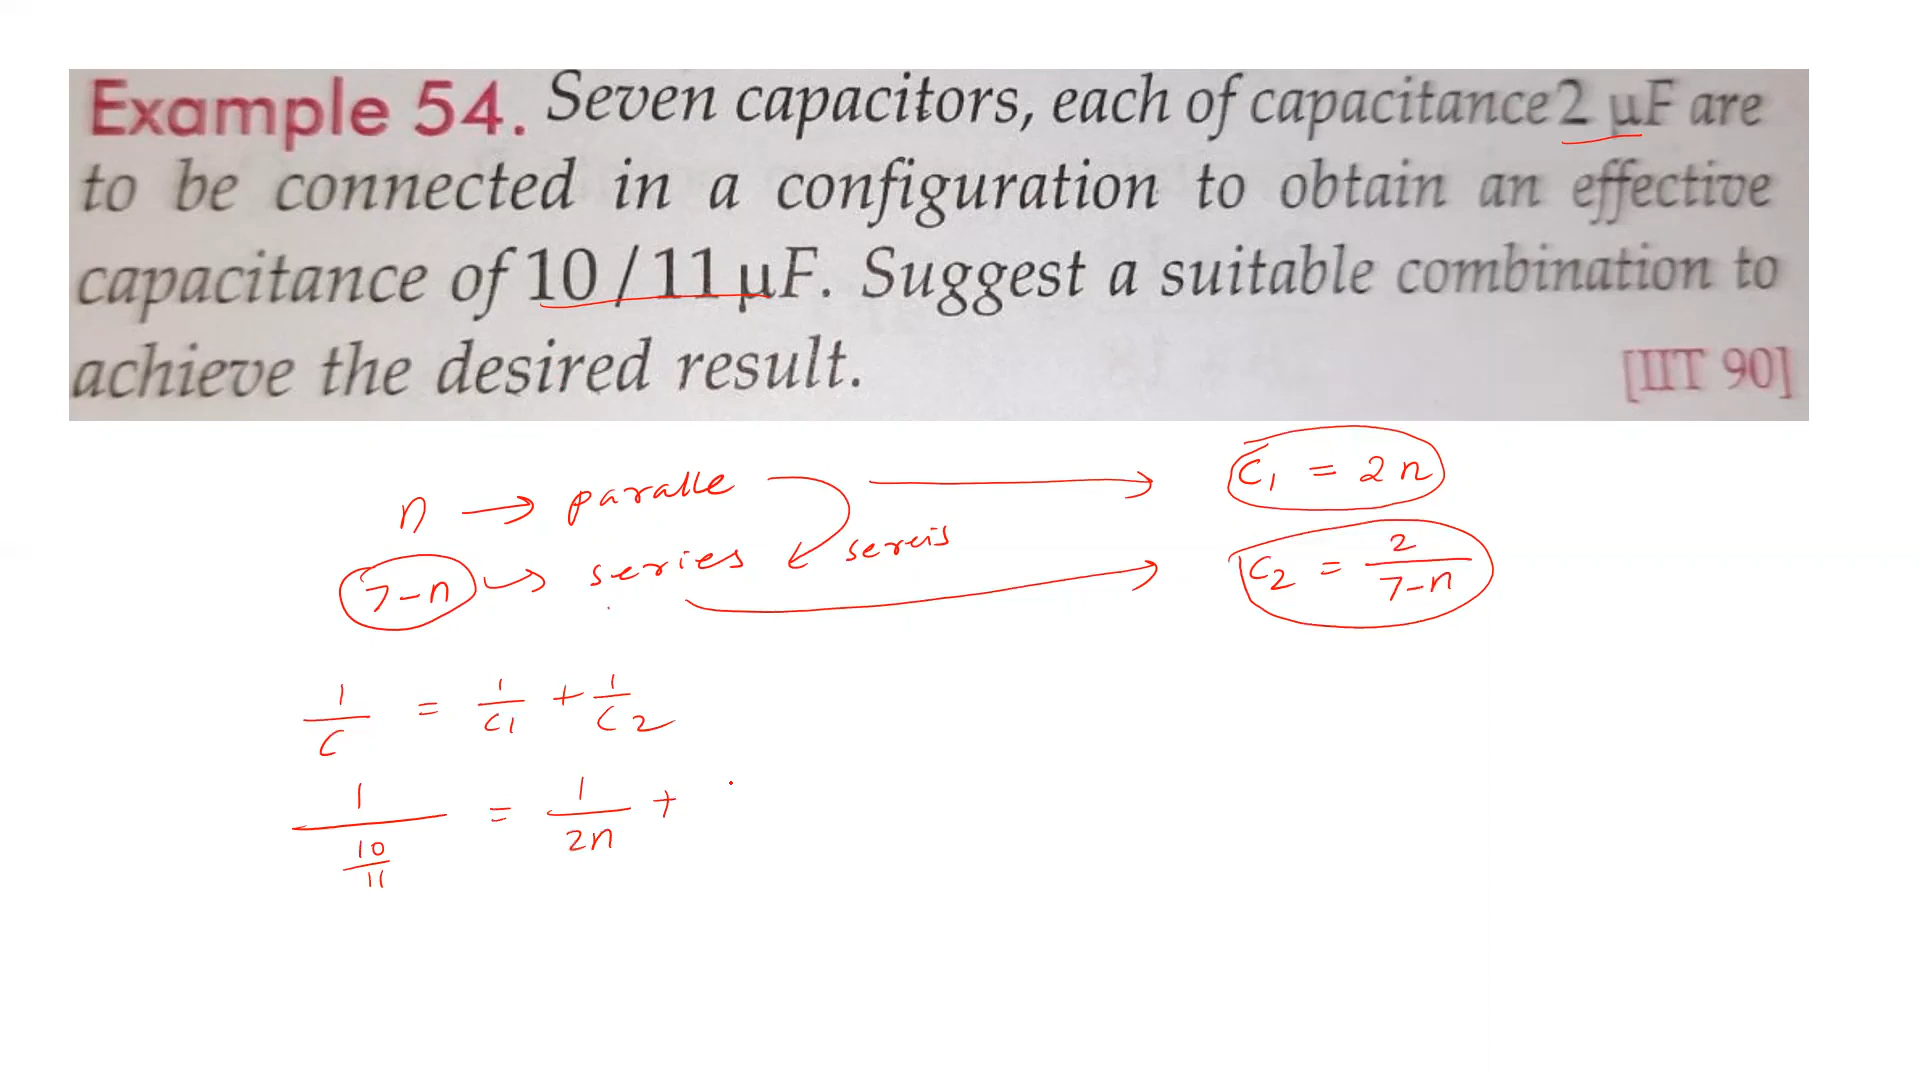 Example 54. Seven capacitors, each of capacitance 2 µF are
to be connected in a configuration to obtain an effective
capacitance of 10 / 11 µF. Suggest a suitable combination to
achieve the desired result.
[IIT 90]
n → paralle
C₁ = 2n
7-n → series
sereis
C₂ = 2/(7-n)
1/C = 1/C₁ + 1/C₂
1/(10/11) = 1/2n +